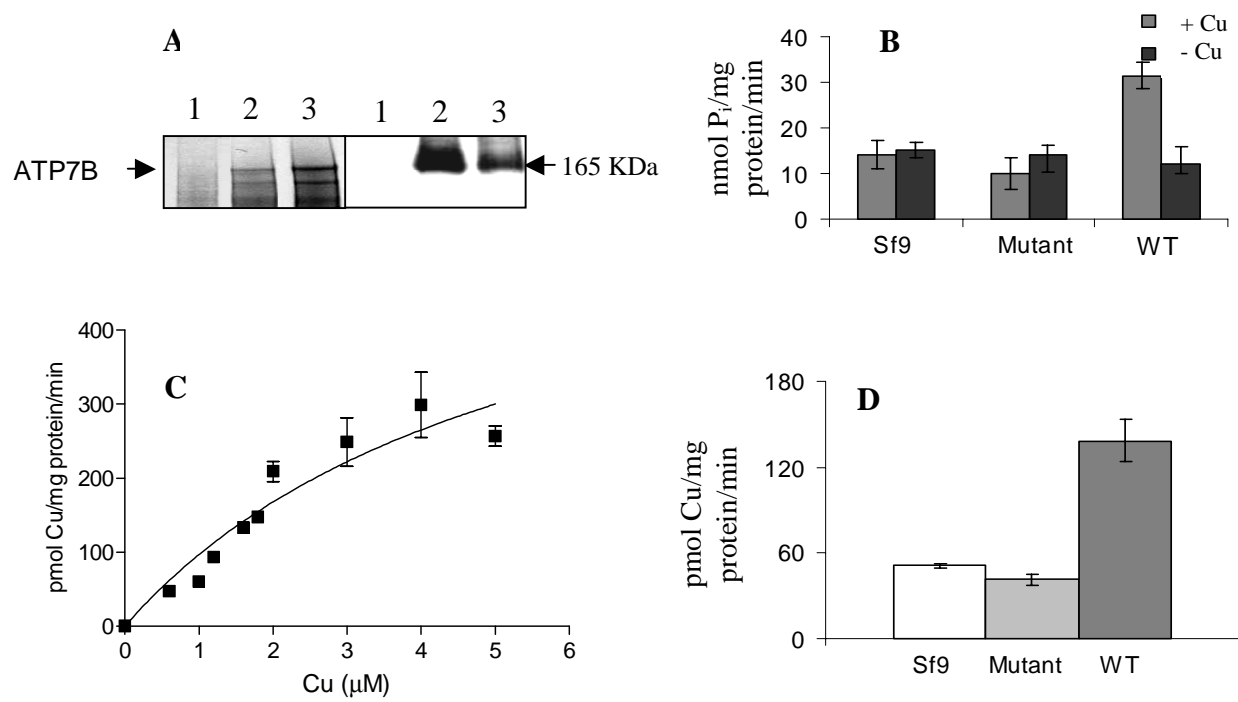 A
1 2 3 1 2 3
ATP7B
165 KDa
B
+ Cu
- Cu
nmol Pi/mg
protein/min
40
30
20
10
0
Sf9 Mutant WT
C
pmol Cu/mg protein/min
400
300
200
100
0
0 1 2 3 4 5 6
Cu (µM)
D
pmol Cu/mg
protein/min
180
120
60
0
Sf9 Mutant WT